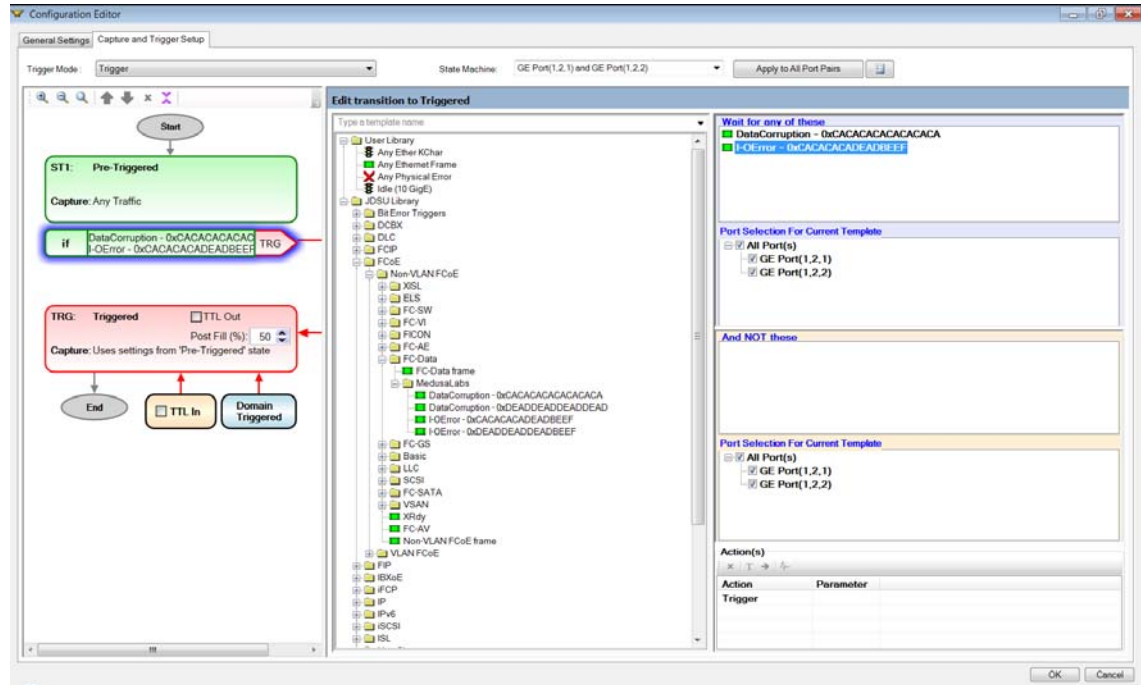 Configuration Editor
General Settings
Capture and Trigger Setup
Trigger Mode:
Trigger
State Machine:
GE Port(1,2,1) and GE Port(1,2,2)
Apply to All Port Pairs
Start
ST1: Pre-Triggered
Capture: Any Traffic
if
DataCorruption - 0xCACACACACAC
I-OError - 0xCACACACADEADBEEF
TRG
TRG: Triggered
TTL Out
Post Fill (%): 50
Capture: Uses settings from 'Pre-Triggered' state
End
TTL In
Domain
Triggered
Edit transition to Triggered
Type a template name
User Library
Any Ether KChar
Any Ethernet Frame
Any Physical Error
Idle (10 GigE)
JDSU Library
Bit Error Triggers
DCBX
DLC
FCIP
FCoE
Non-VLAN FCoE
XISL
ELS
FC-SW
FC-VI
FICON
FC-AE
FC-Data
FC-Data frame
MedusaLabs
DataCorruption - 0xCACACACACACACACA
DataCorruption - 0xDEADDEADDEADDEAD
I-OError - 0xCACACACADEADBEEF
I-OError - 0xDEADDEADDEADBEEF
FC-GS
Basic
LLC
SCSI
FC-SATA
VSAN
XRdy
FC-AV
Non-VLAN FCoE frame
VLAN FCoE
FIP
IBXoE
iFCP
IP
IPv6
iSCSI
ISL
Wait for any of these
DataCorruption - 0xCACACACACACACACA
I-OError - 0xCACACACADEADBEEF
Port Selection For Current Template
All Port(s)
GE Port(1,2,1)
GE Port(1,2,2)
And NOT these
Port Selection For Current Template
All Port(s)
GE Port(1,2,1)
GE Port(1,2,2)
Action(s)
Action Parameter
Trigger
OK Cancel